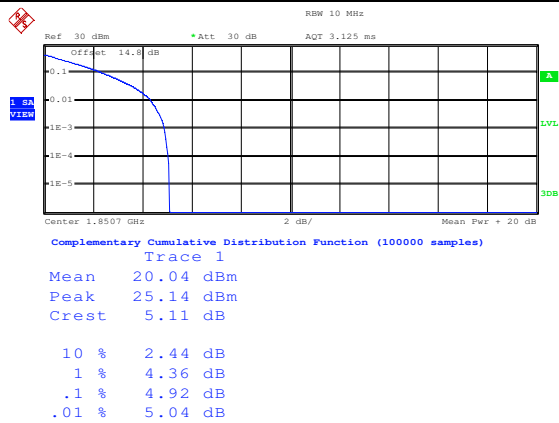 RBW 10 MHz
Ref 30 dBm *Att 30 dB AQT 3.125 ms
Offset 14.8 dB
0.1
A
0.01
1 SA
VIEW
1E-3
LVL
1E-4
1E-5
3DB
Center 1.8507 GHz 2 dB/ Mean Pwr + 20 dB
Complementary Cumulative Distribution Function (100000 samples)
Trace 1
Mean 20.04 dBm
Peak 25.14 dBm
Crest 5.11 dB
10 % 2.44 dB
1 % 4.36 dB
.1 % 4.92 dB
.01 % 5.04 dB